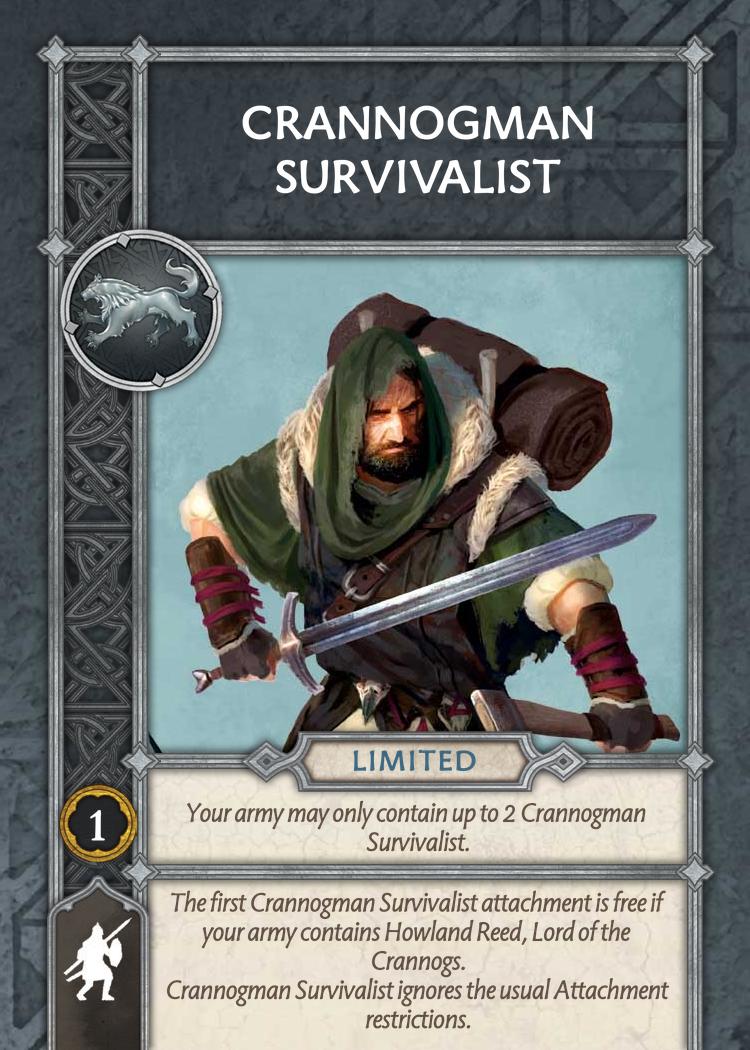 CRANNOGMAN
SURVIVALIST
LIMITED
1
Your army may only contain up to 2 Crannogman
Survivalist.
The first Crannogman Survivalist attachment is free if
your army contains Howland Reed, Lord of the
Crannogs.
Crannogman Survivalist ignores the usual Attachment
restrictions.